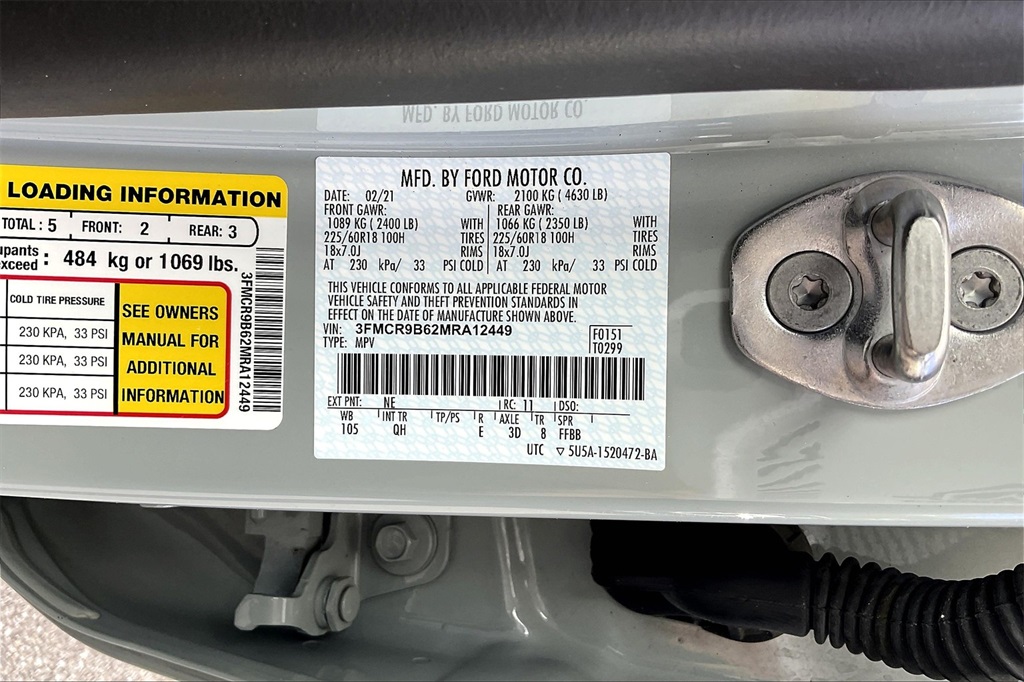 MFD. BY FORD MOTOR CO.
LOADING INFORMATION
TOTAL: 5 FRONT: 2 REAR: 3
upants
exceed : 484 kg or 1069 lbs.
COLD TIRE PRESSURE
230 KPA, 33 PSI
230 KPA, 33 PSI
230 KPA, 33 PSI
SEE OWNERS
MANUAL FOR
ADDITIONAL
INFORMATION
3FMCR9B62MRA12449
MFD. BY FORD MOTOR CO.
DATE: 02/21 GVWR: 2100 KG ( 4630 LB)
FRONT GAWR: REAR GAWR:
1089 KG ( 2400 LB) WITH 1066 KG ( 2350 LB) WITH
225/60R18 100H TIRES 225/60R18 100H TIRES
18x7.0J RIMS 18x7.0J RIMS
AT 230 kPa/ 33 PSI COLD AT 230 kPa/ 33 PSI COLD
THIS VEHICLE CONFORMS TO ALL APPLICABLE FEDERAL MOTOR
VEHICLE SAFETY AND THEFT PREVENTION STANDARDS IN
EFFECT ON THE DATE OF MANUFACTURE SHOWN ABOVE.
VIN: 3FMCR9B62MRA12449 F0151
TYPE: MPV T0299
EXT PNT: NE RC: 11 DSO:
WB INT TR TP/PS R AXLE TR SPR
105 QH E 3D 8 FFBB
UTC ▽ 5U5A-1520472-BA